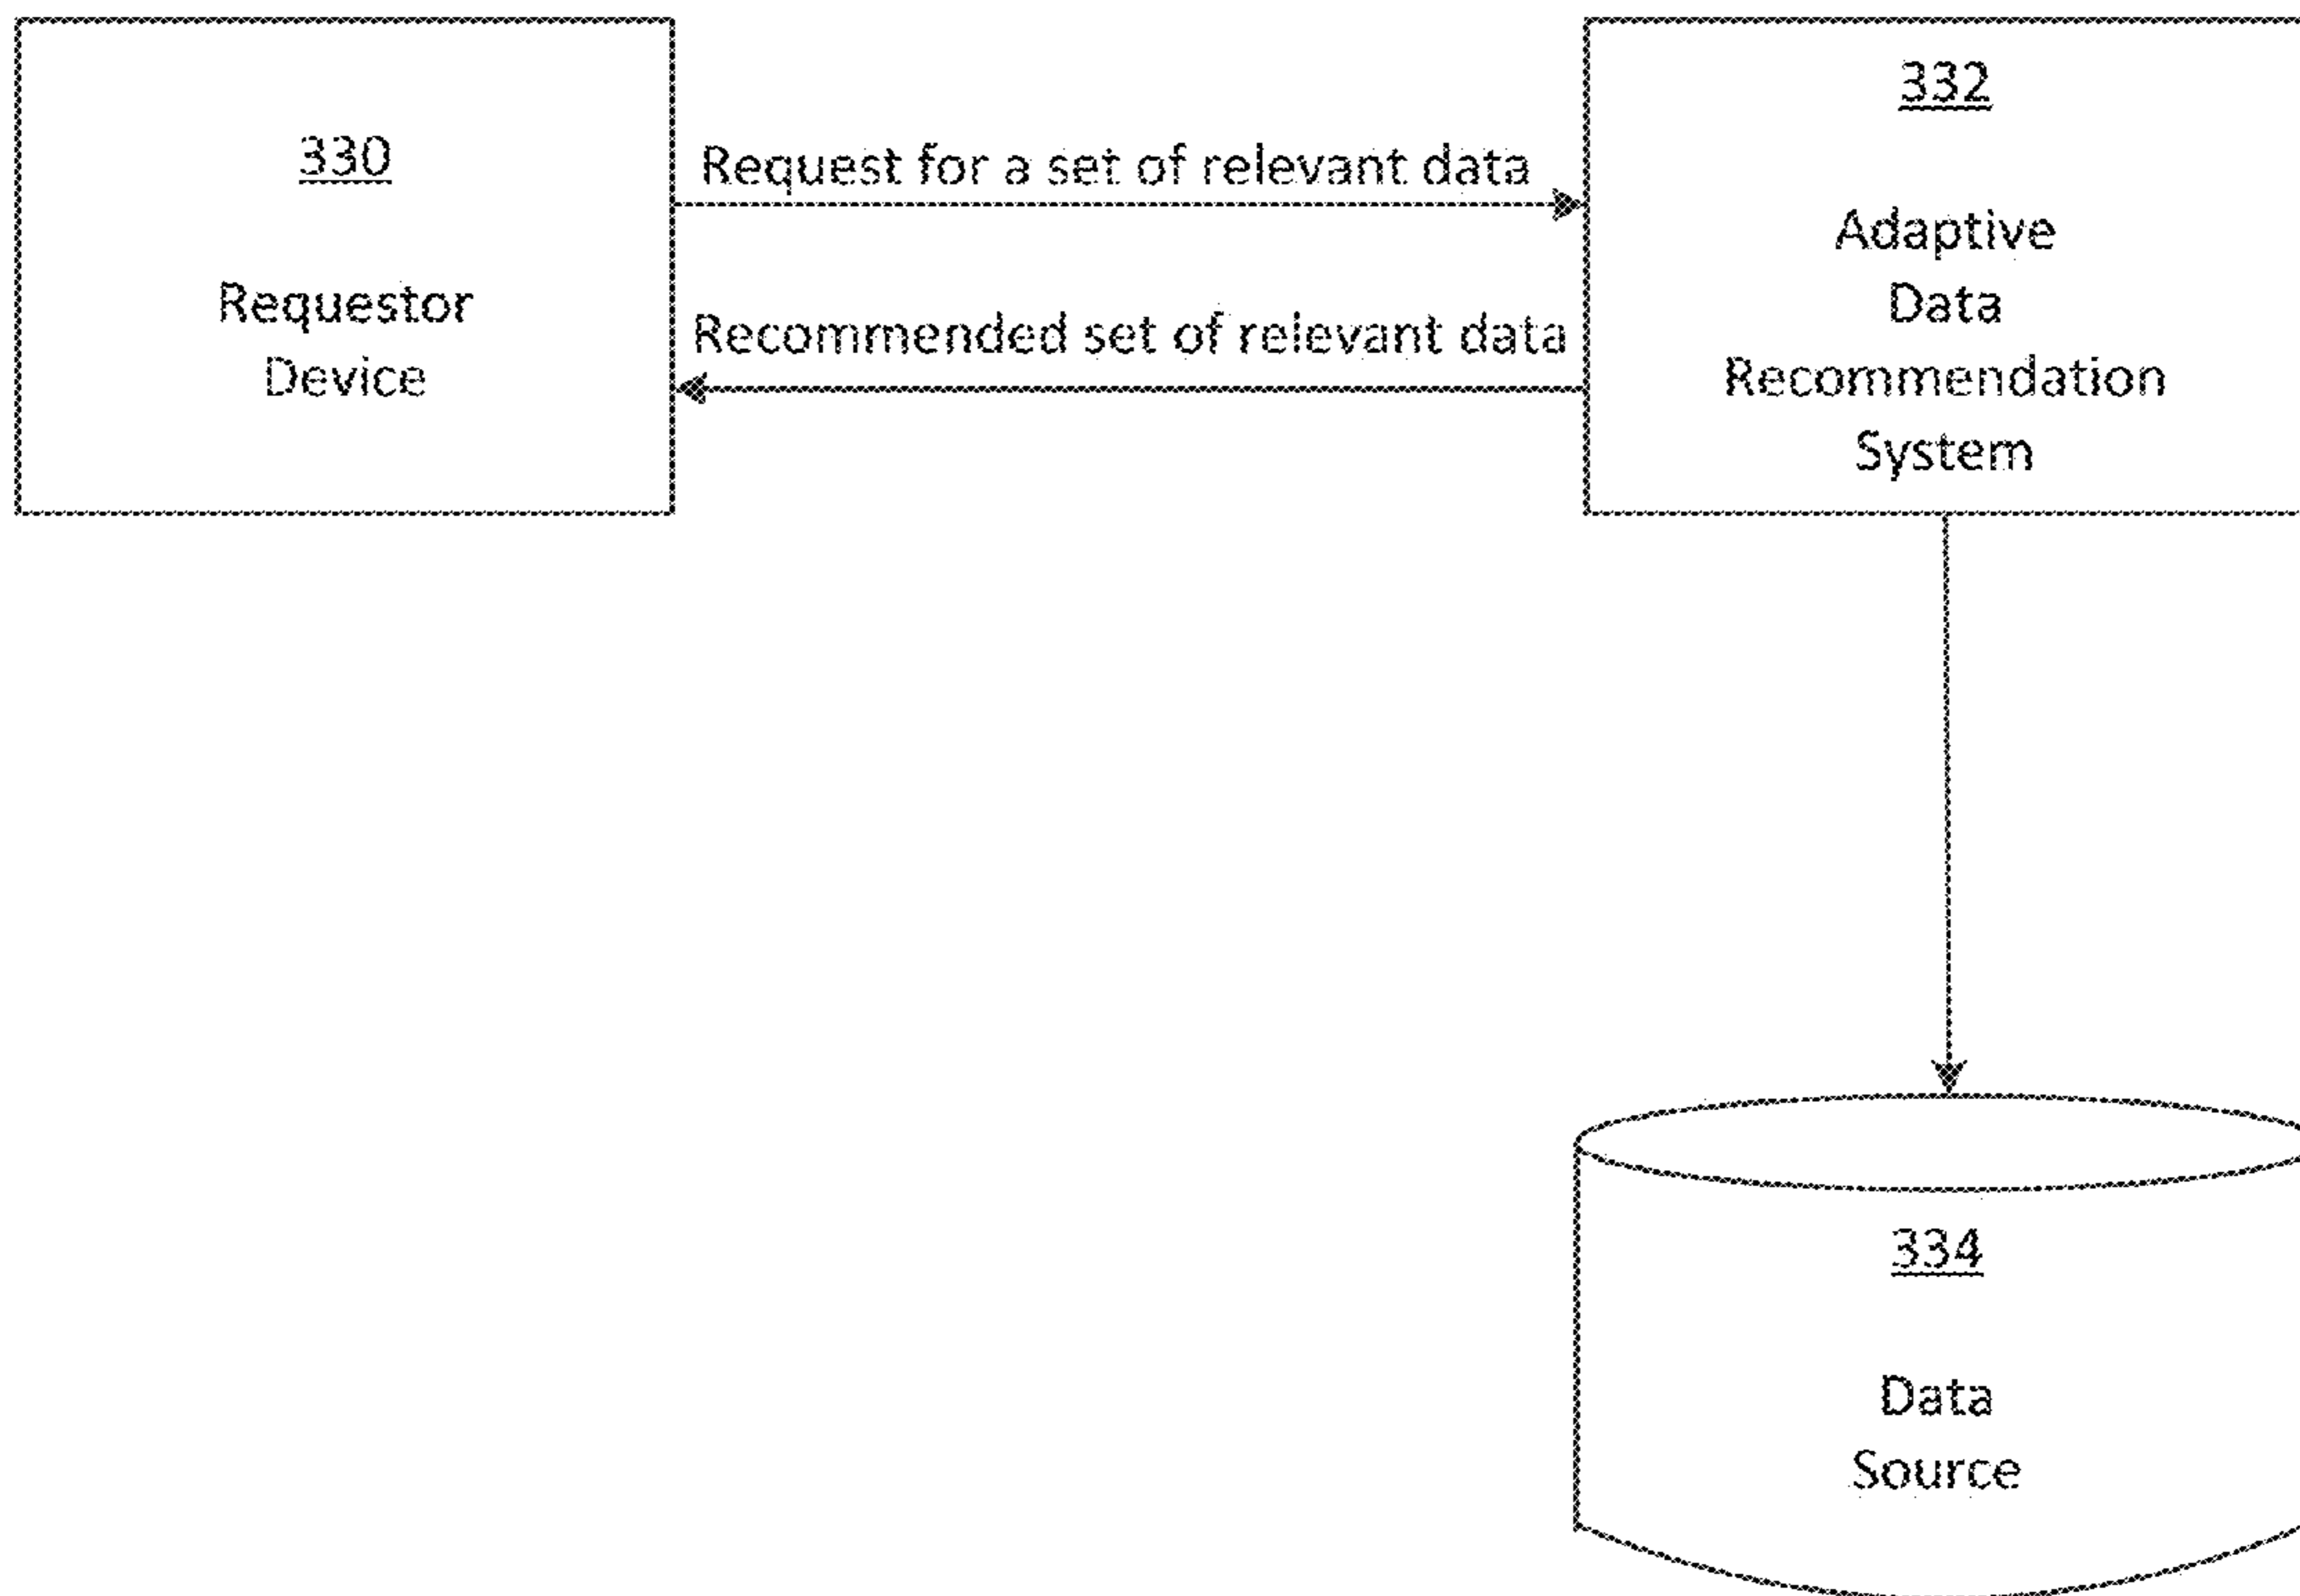 330
Requestor
Device
Request for a set of relevant data
Recommended set of relevant data
332
Adaptive
Data
Recommendation
System
334
Data
Source